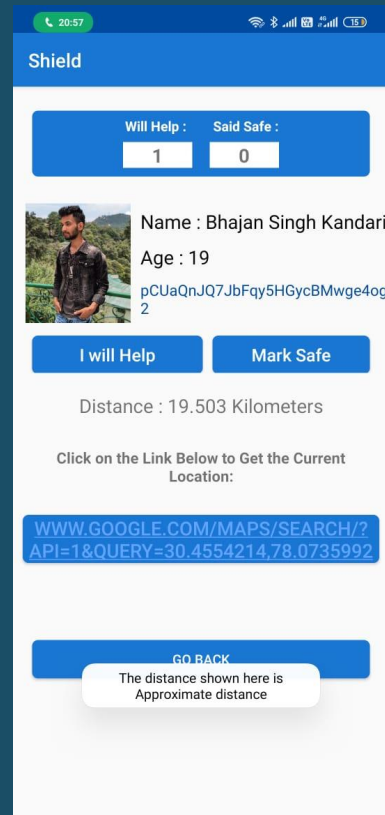 20:57
4G
15
Shield
Will Help : Said Safe :
1 0
Name : Bhajan Singh Kandari
Age : 19
pCUaQnJQ7JbFqy5HGycBMwge4og
2
I will Help Mark Safe
Distance : 19.503 Kilometers
Click on the Link Below to Get the Current
Location:
WWW.GOOGLE.COM/MAPS/SEARCH/?
API=1&QUERY=30.4554214,78.0735992
GO BACK
The distance shown here is
Approximate distance